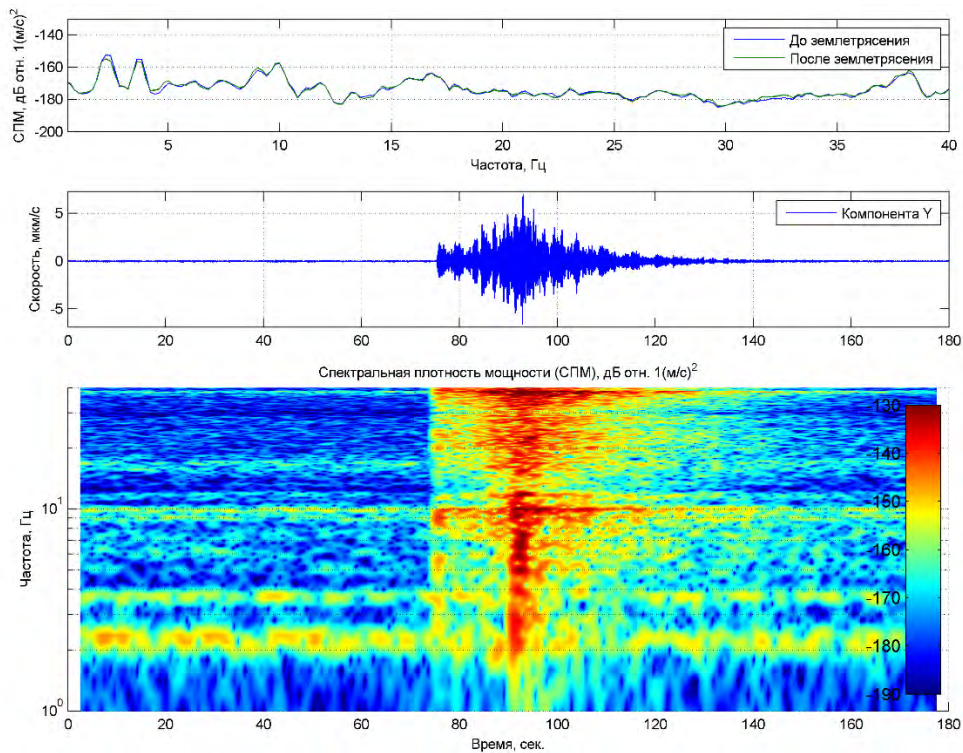 СПМ, дБ отн. 1(м/с)²
-140
-160
-180
-200
До землетрясения
После землетрясения
5 10 15 20 25 30 35 40
Частота, Гц
Скорость, мкм/с
5
0
-5
Компонента Y
0 20 40 60 80 100 120 140 160 180
Спектральная плотность мощности (СПМ), дБ отн. 1(м/с)²
Частота, Гц
10¹
10⁰
-130
-140
-150
-160
-170
-180
-190
0 20 40 60 80 100 120 140 160 180
Время, сек.